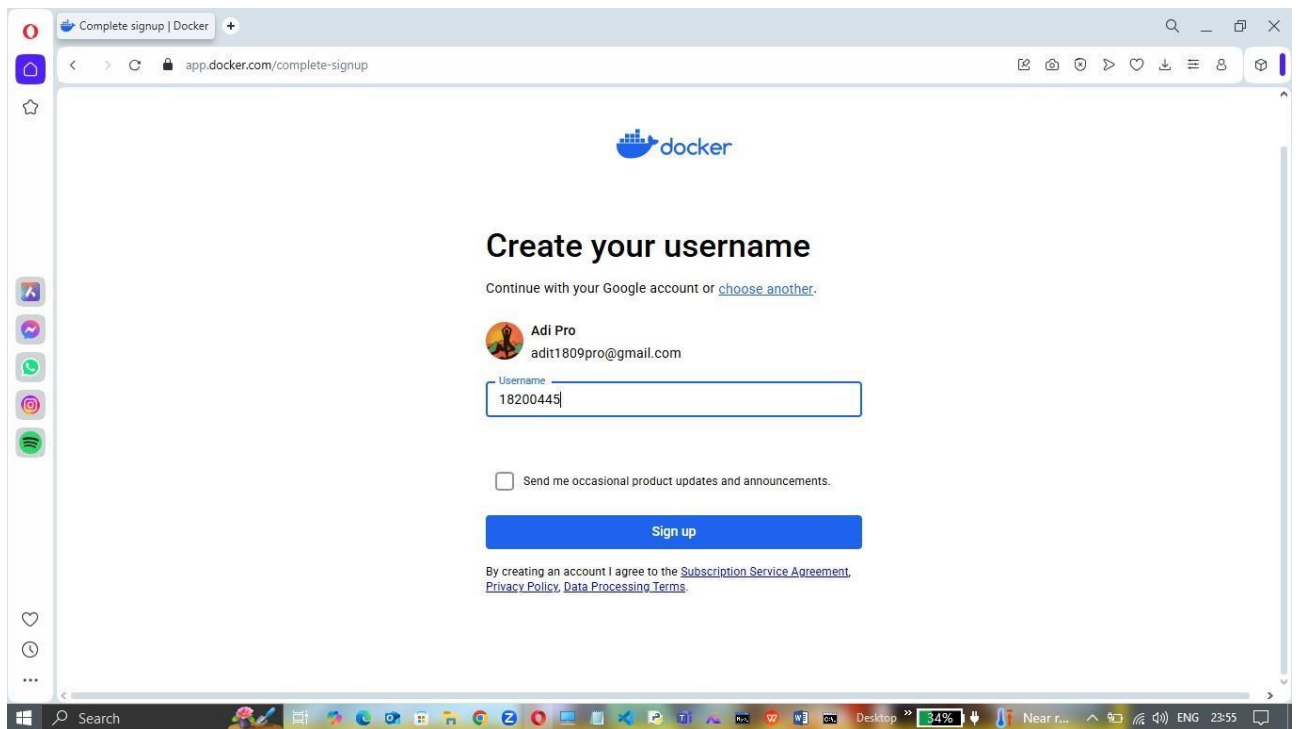 Complete signup | Docker
app.docker.com/complete-signup
docker
Create your username
Continue with your Google account or choose another.
Adi Pro
adit1809pro@gmail.com
Username
18200445
Send me occasional product updates and announcements.
Sign up
By creating an account I agree to the Subscription Service Agreement,
Privacy Policy, Data Processing Terms.
Search
Desktop
34%
Near r...
ENG
23:55